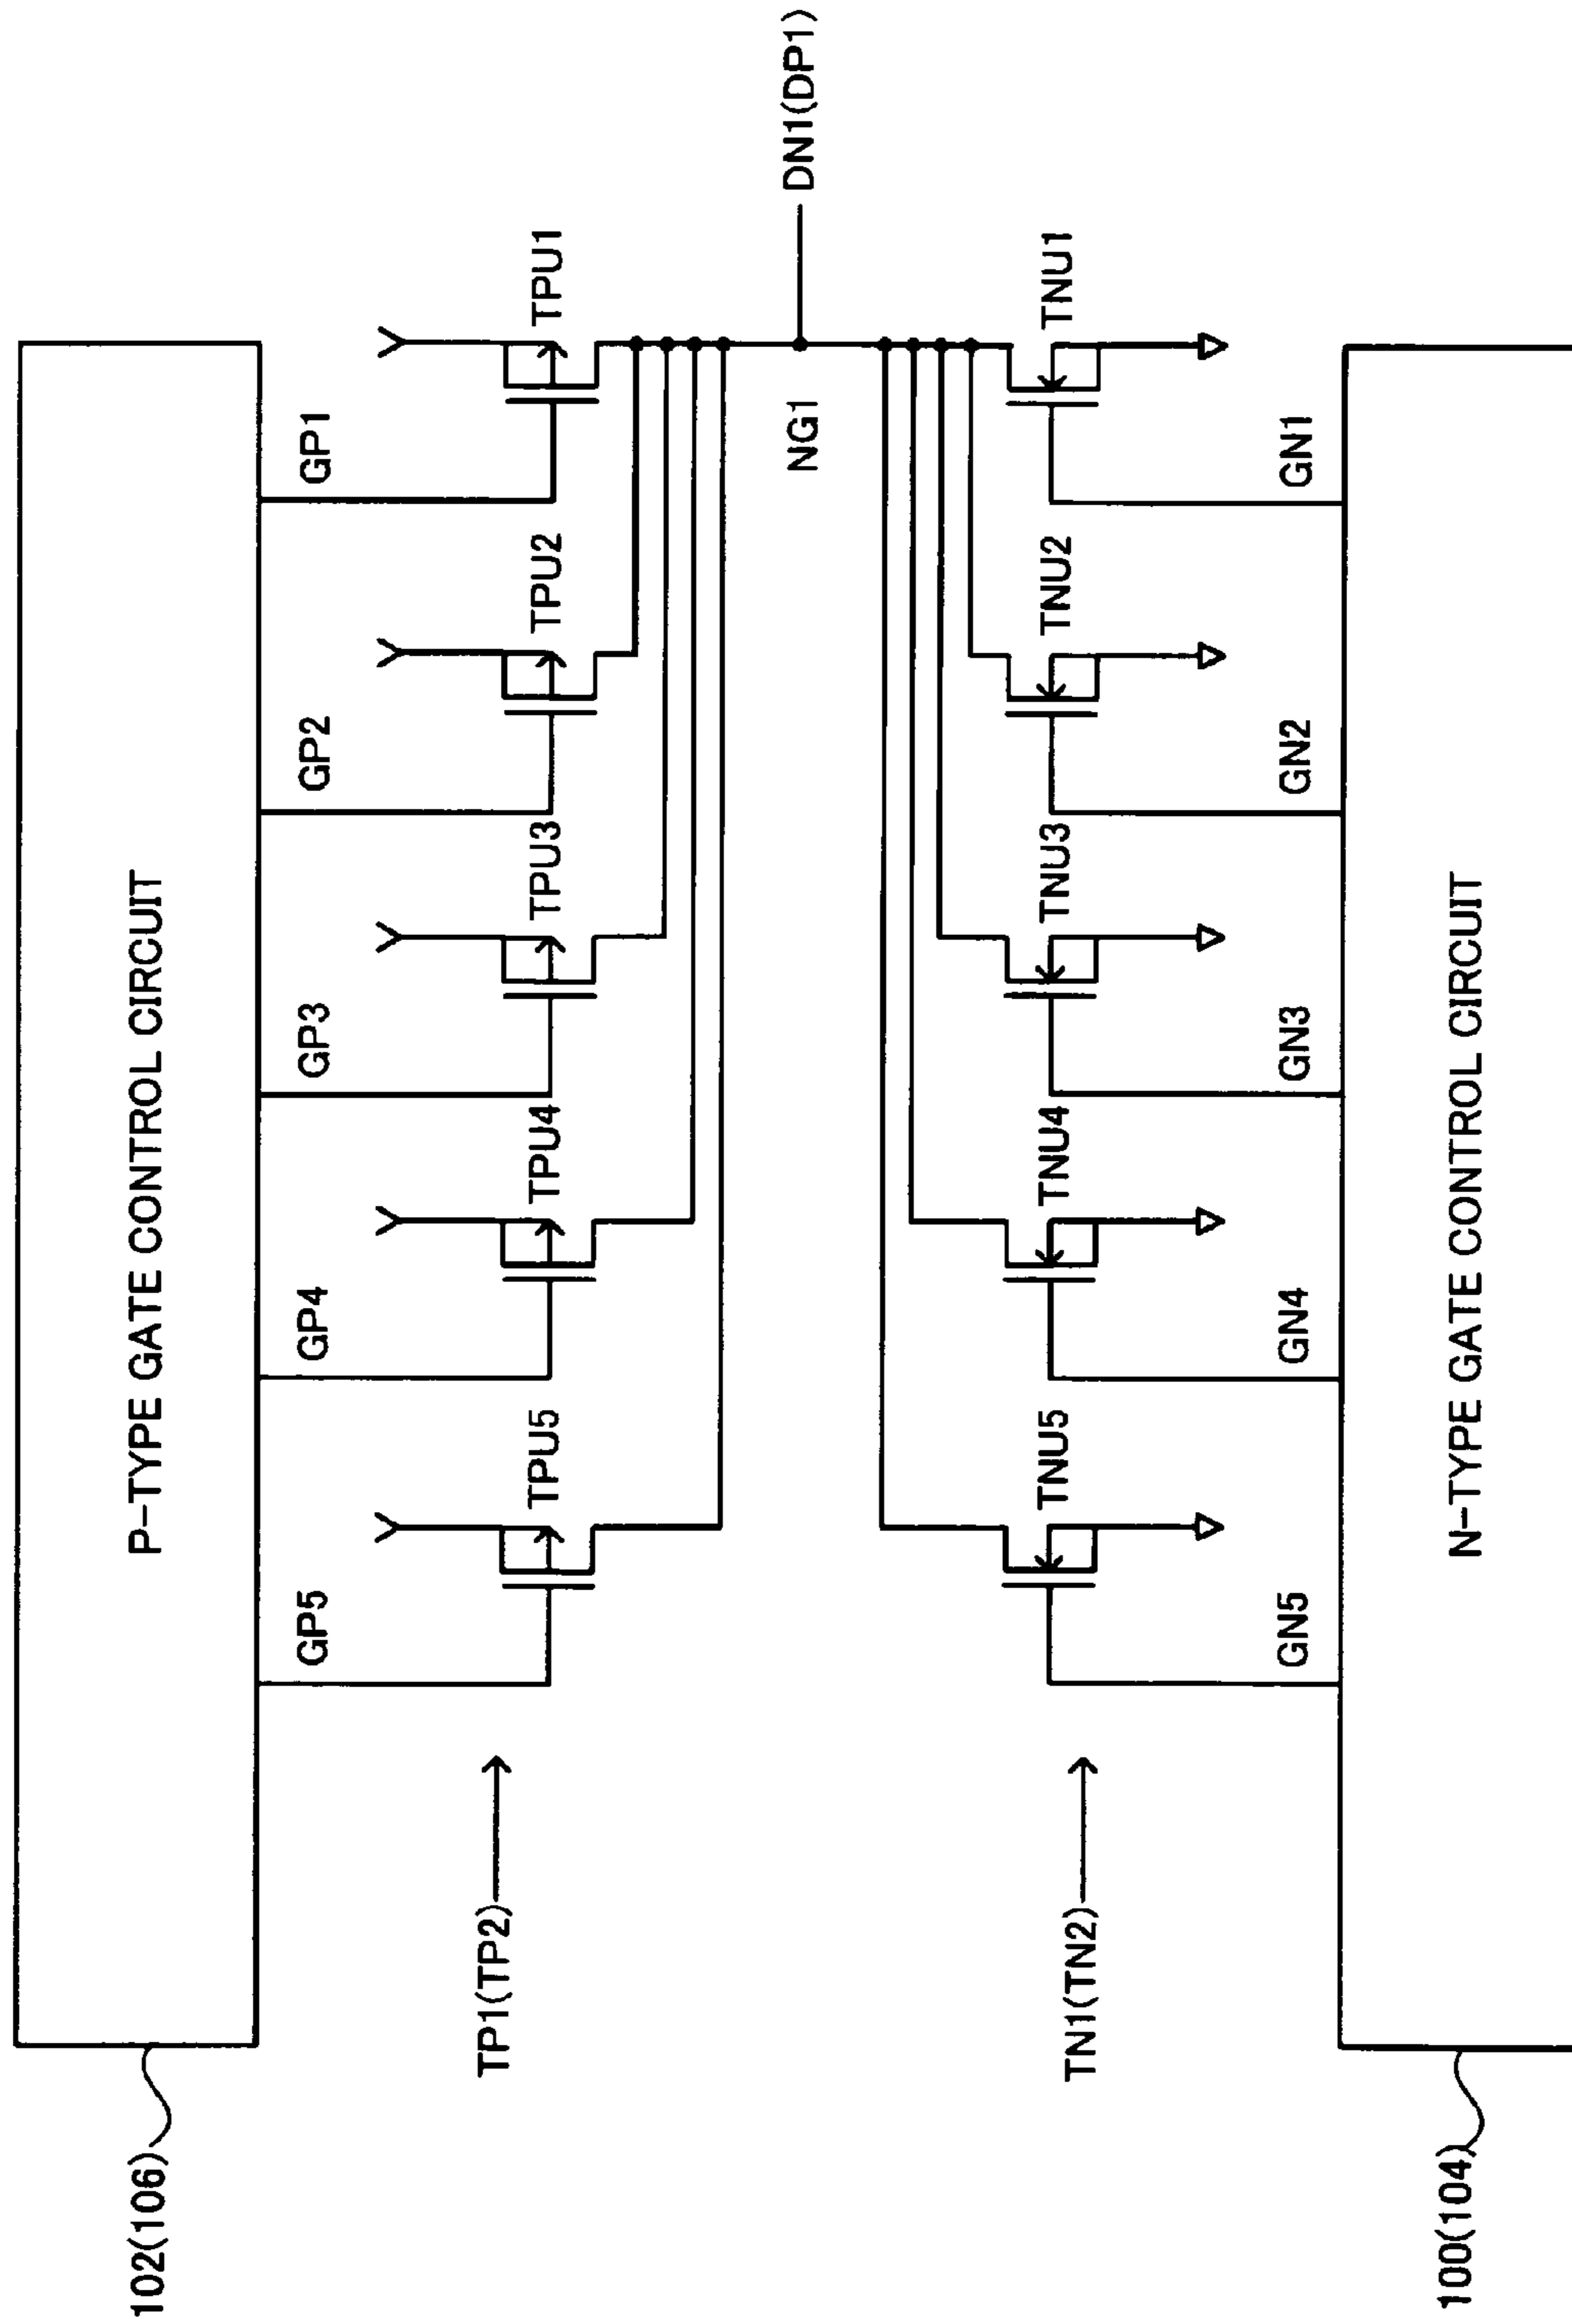 102(106)
P-TYPE GATE CONTROL CIRCUIT
GP5
GP4
GP3
GP2
GP1
TP1(TP2)
TPU5
TPU4
TPU3
TPU2
TPU1
NG1
DN1(DP1)
TN1(TN2)
TNU5
TNU4
TNU3
TNU2
TNU1
GN5
GN4
GN3
GN2
GN1
100(104)
N-TYPE GATE CONTROL CIRCUIT